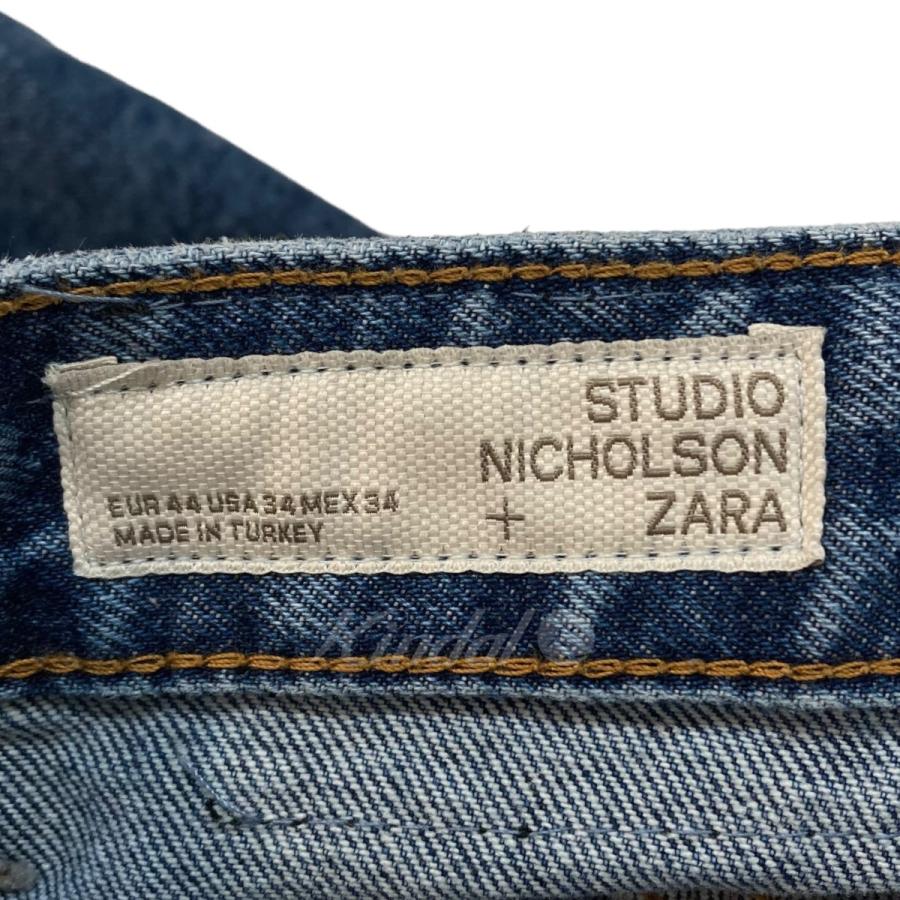 STUDIO
NICHOLSON
+ ZARA
EUR 44 USA 34 MEX 34
MADE IN TURKEY
Kindal